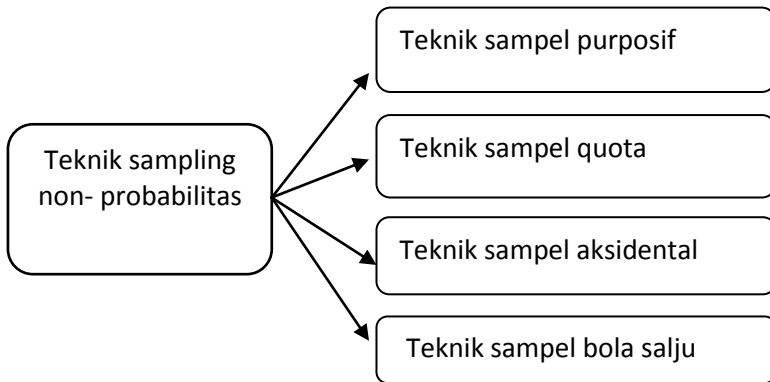 Teknik sampel purposif
Teknik sampel quota
Teknik sampling
non- probabilitas
Teknik sampel aksidental
Teknik sampel bola salju